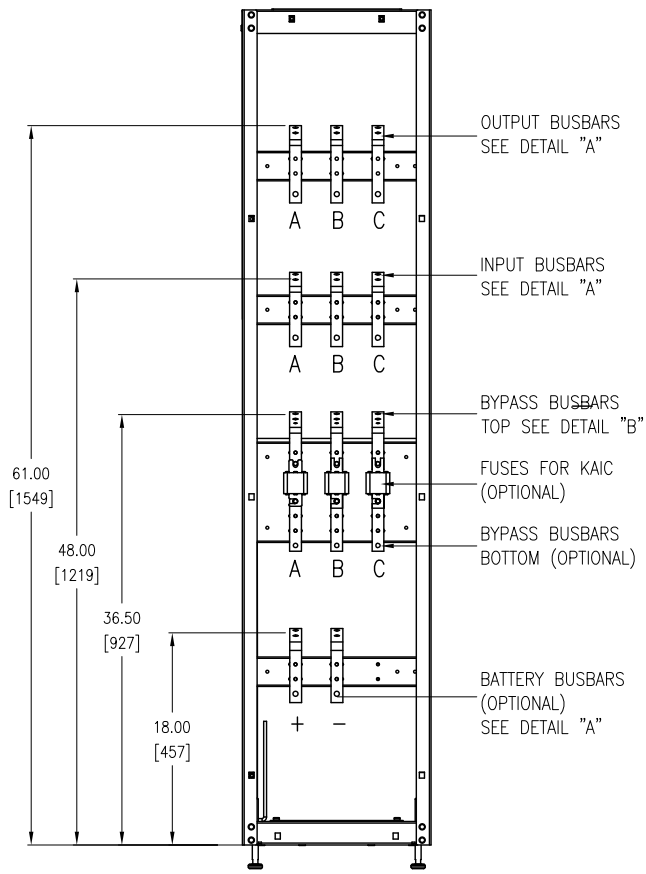 OUTPUT BUSBARS
SEE DETAIL "A"
A B C
INPUT BUSBARS
SEE DETAIL "A"
A B C
BYPASS BUSBARS
TOP SEE DETAIL "B"
FUSES FOR KAIC
(OPTIONAL)
BYPASS BUSBARS
BOTTOM (OPTIONAL)
A B C
BATTERY BUSBARS
(OPTIONAL)
SEE DETAIL "A"
+ −
61.00
[1549]
48.00
[1219]
36.50
[927]
18.00
[457]